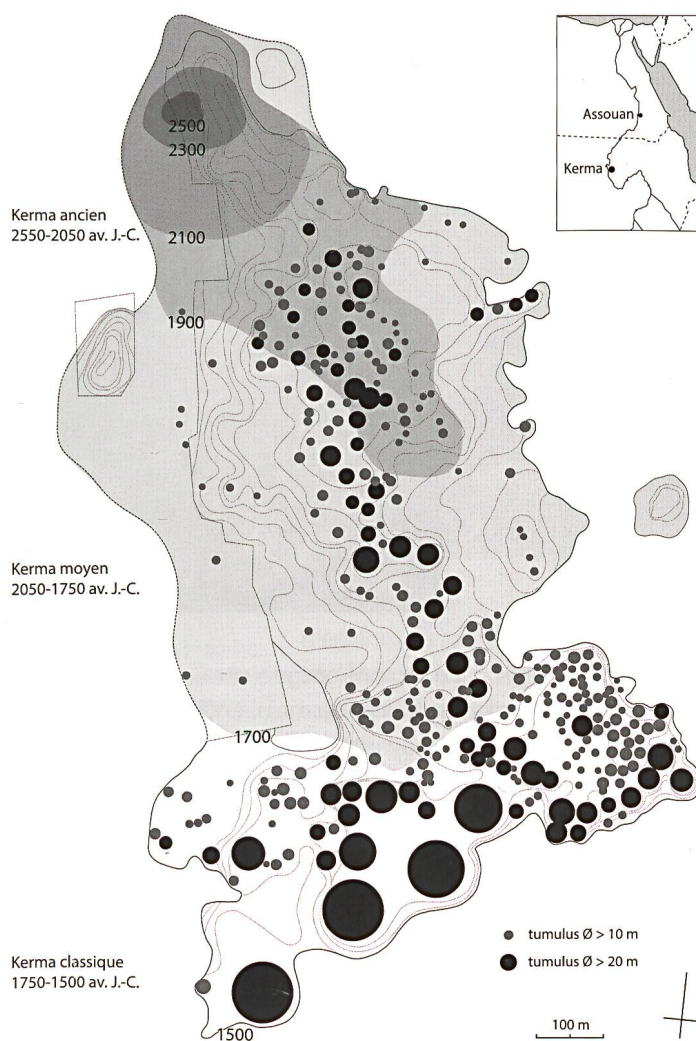 Assouan
Kerma
2500
2300
Kerma ancien
2550-2050 av. J.-C.
2100
1900
Kerma moyen
2050-1750 av. J.-C.
1700
tumulus Ø > 10 m
tumulus Ø > 20 m
Kerma classique
1750-1500 av. J.-C.
100 m
1500